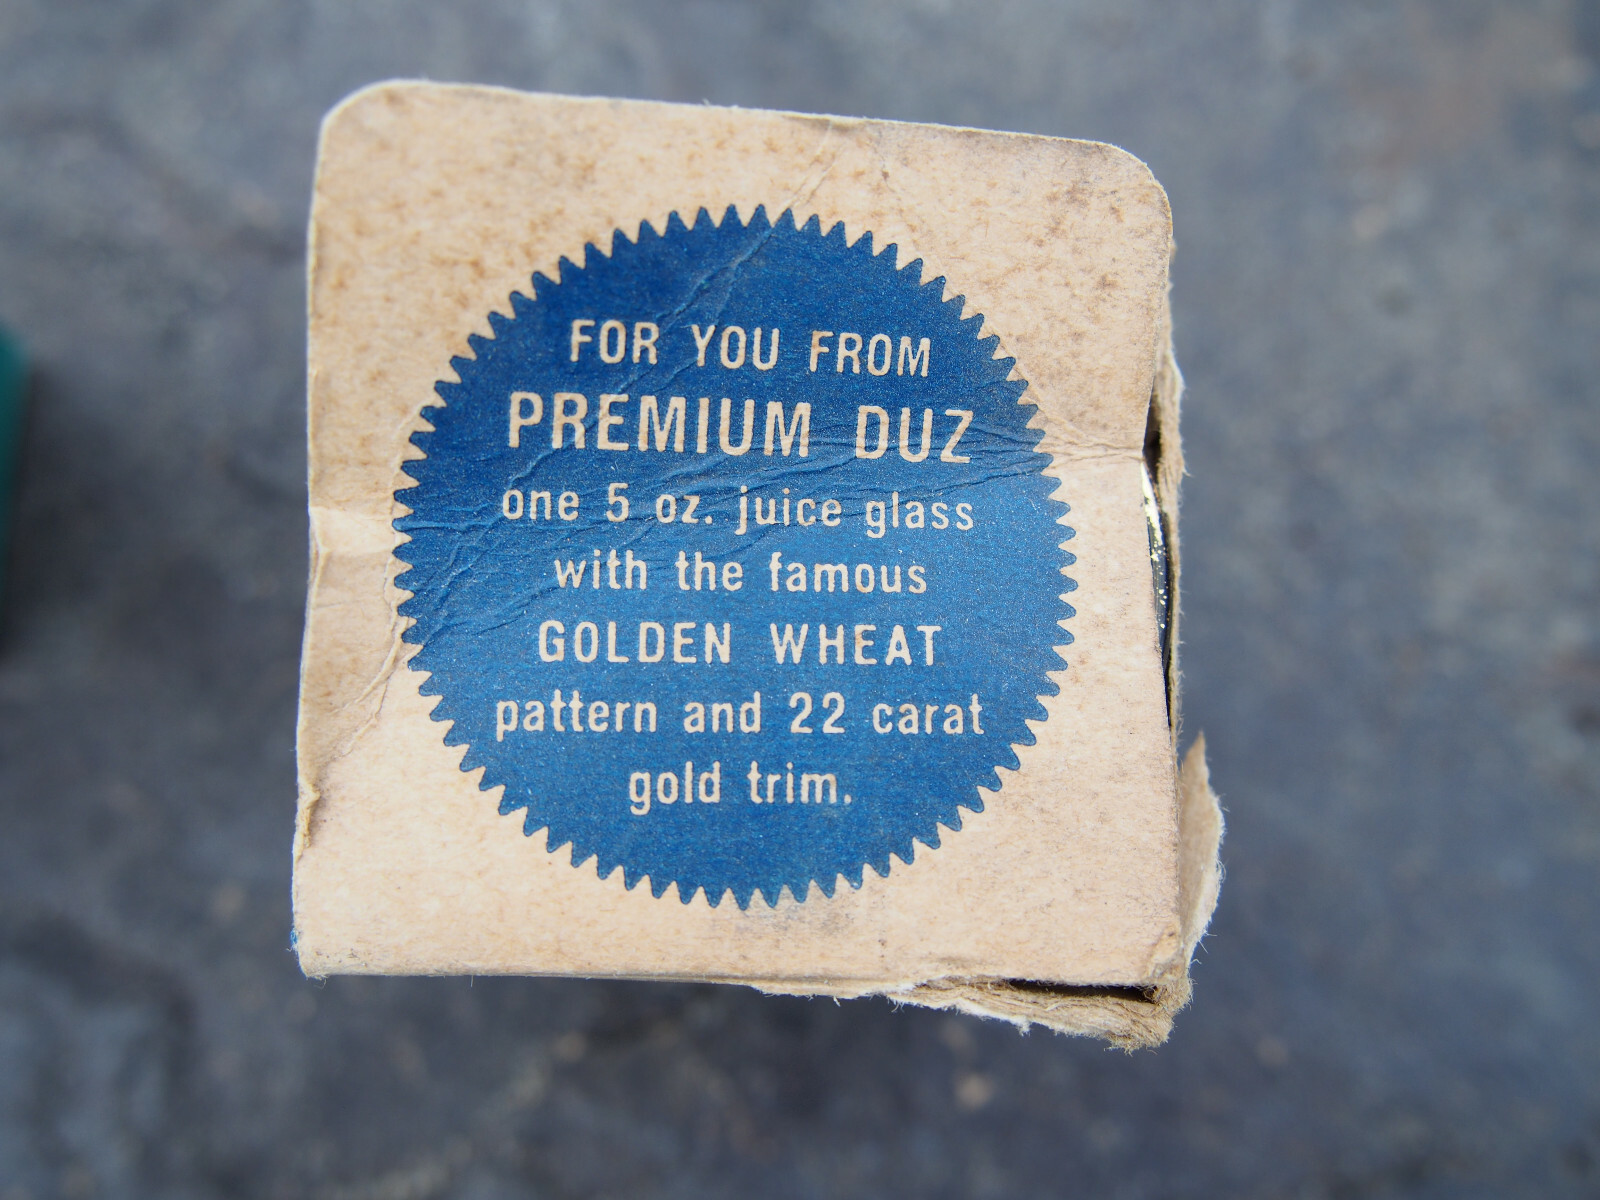 FOR YOU FROM
PREMIUM DUZ
one 5 oz. juice glass
with the famous
GOLDEN WHEAT
pattern and 22 carat
gold trim.